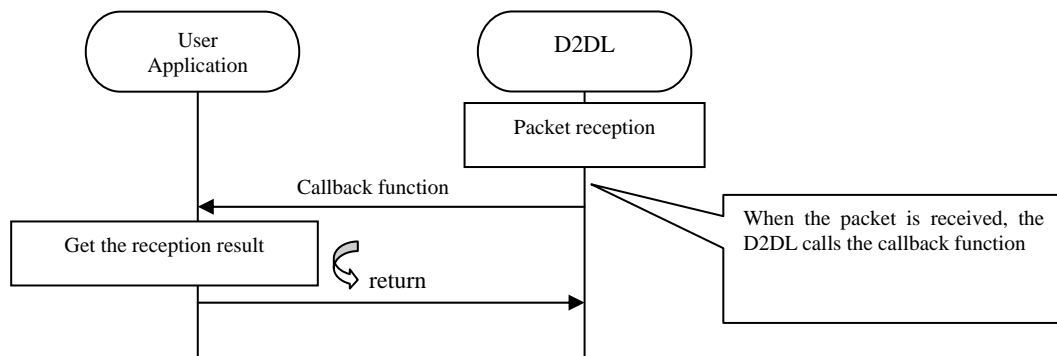 User
Application
D2DL
Packet reception
Callback function
When the packet is received, the
D2DL calls the callback function
Get the reception result
return